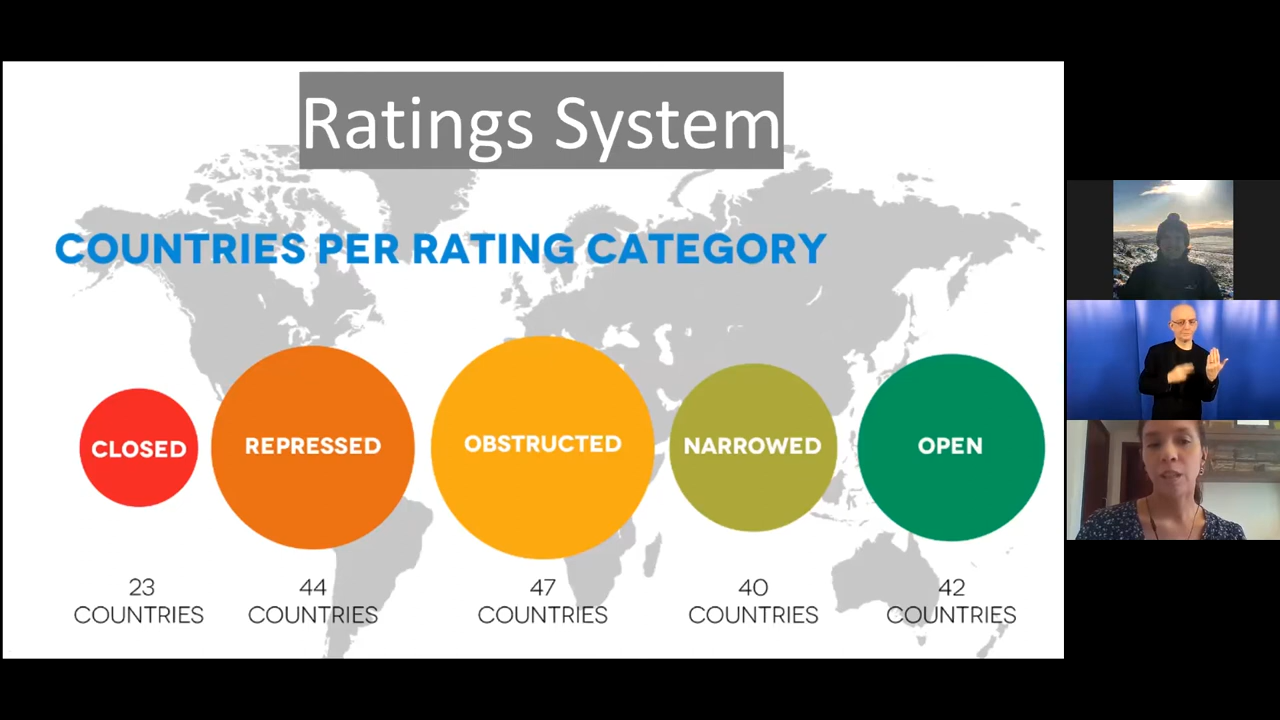 Ratings System
COUNTRIES PER RATING CATEGORY
CLOSED
REPRESSED
OBSTRUCTED
NARROWED
OPEN
23
COUNTRIES
44
COUNTRIES
47
COUNTRIES
40
COUNTRIES
42
COUNTRIES